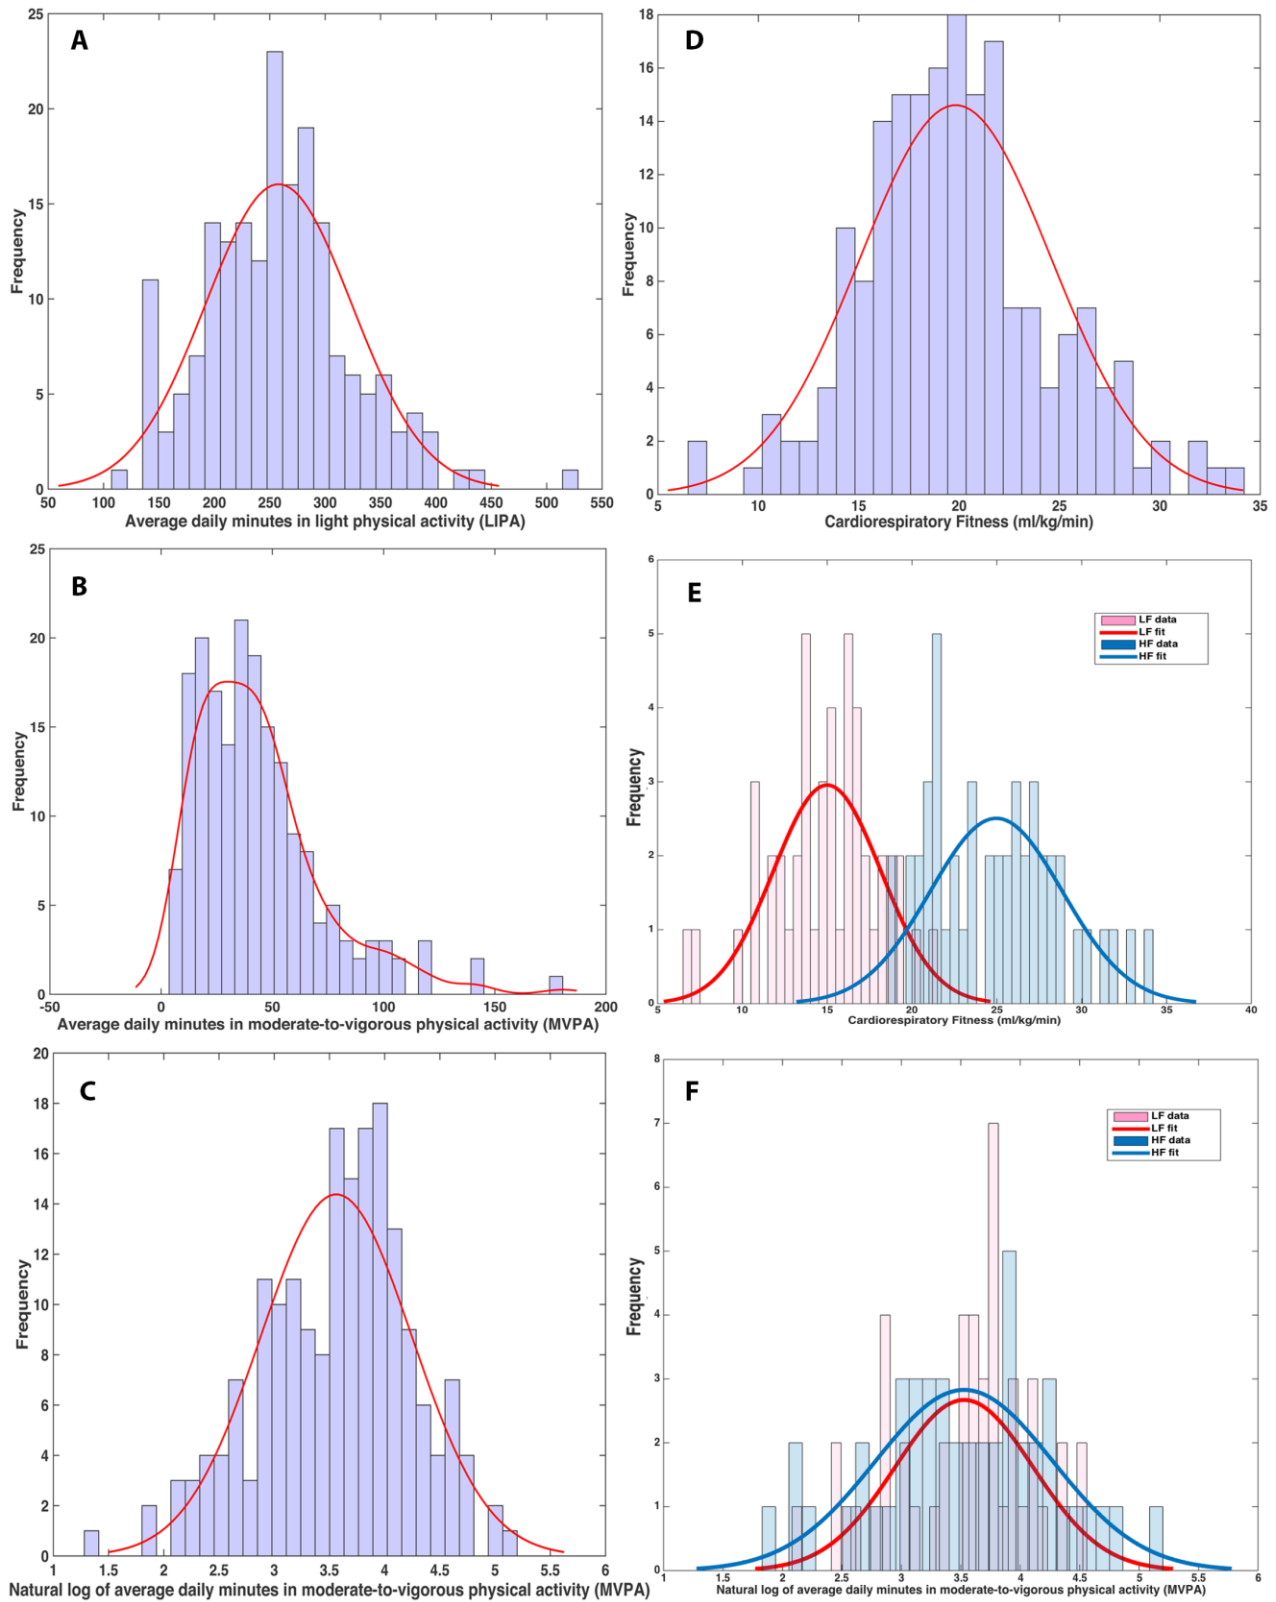 A
25
20
15
10
5
0
50 100 150 200 250 300 350 400 450 500 550
Frequency
Average daily minutes in light physical activity (LIPA)
D
18
16
14
12
10
8
6
4
2
0
5 10 15 20 25 30 35
Frequency
Cardiorespiratory Fitness (ml/kg/min)
B
25
20
15
10
5
0
-50 0 50 100 150 200
Frequency
Average daily minutes in moderate-to-vigorous physical activity (MVPA)
E
6
5
4
3
2
1
0
5 10 15 20 25 30 35 40
Frequency
Cardiorespiratory Fitness (ml/kg/min)
LF data
LF fit
HF data
HF fit
C
20
18
16
14
12
10
8
6
4
2
0
1 1.5 2 2.5 3 3.5 4 4.5 5 5.5 6
Frequency
Natural log of average daily minutes in moderate-to-vigorous physical activity (MVPA)
F
8
7
6
5
4
3
2
1
0
1 1.5 2 2.5 3 3.5 4 4.5 5 5.5 6
Frequency
Natural log of average daily minutes in moderate-to-vigorous physical activity (MVPA)
LF data
LF fit
HF data
HF fit